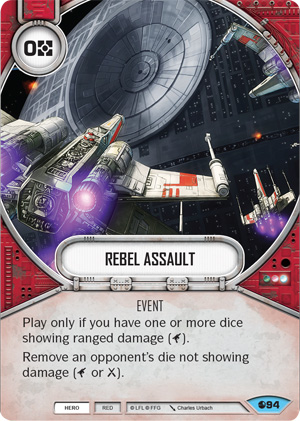 0
REBEL ASSAULT
EVENT
Play only if you have one or more dice
showing ranged damage ( ).
Remove an opponent's die not showing
damage ( or ).
HERO RED © LFL © FFG Charles Urbach 94